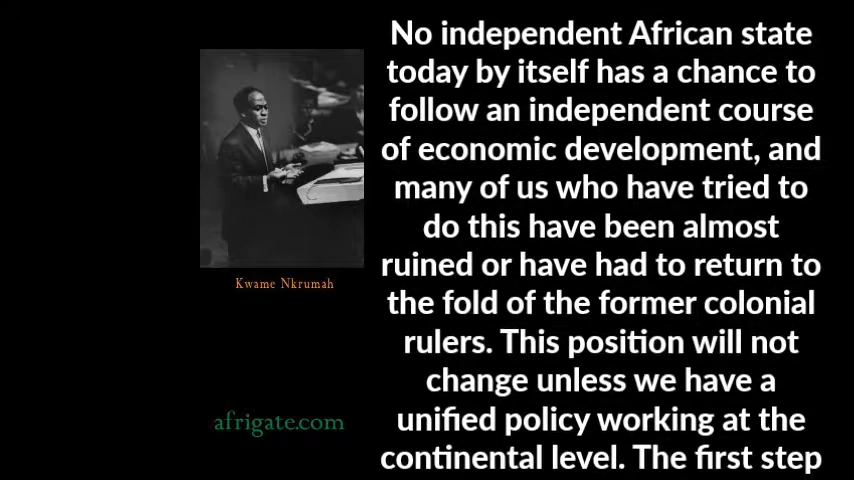 No independent African state
today by itself has a chance to
follow an independent course
of economic development, and
many of us who have tried to
do this have been almost
ruined or have had to return to
the fold of the former colonial
rulers. This position will not
change unless we have a
unified policy working at the
continental level. The first step
Kwame Nkrumah
afrigate.com